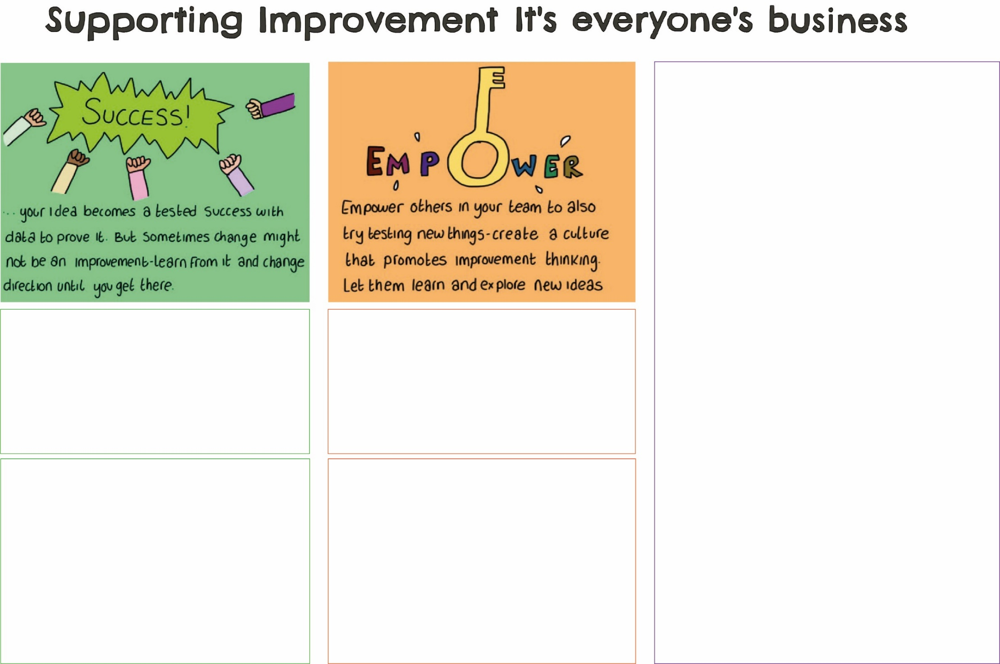 Supporting Improvement It's everyone's business
SUCCESS!
... your idea becomes a tested success with
data to prove it. But sometimes change might
not be an improvement-learn from it and change
direction until you get there.
EMPOWER
Empower others in your team to also
try testing new things-create a culture
that promotes improvement thinking.
Let them learn and explore new ideas